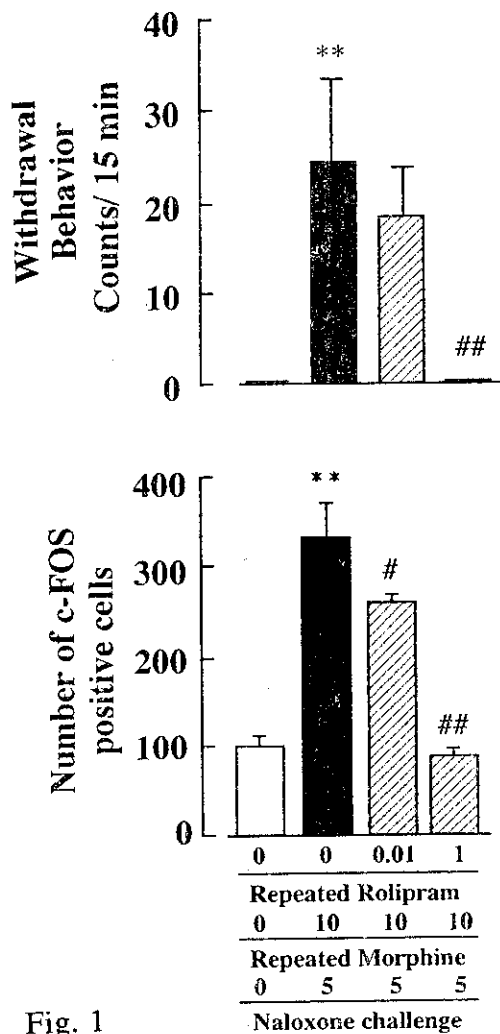 Withdrawal
Behavior
Counts/ 15 min
40
30
20
10
0
**
##
Number of c-FOS
positive cells
400
300
200
100
0
**
#
##
0 0 0.01 1
Repeated Rolipram
0 10 10 10
Repeated Morphine
0 5 5 5
Naloxone challenge
Fig. 1